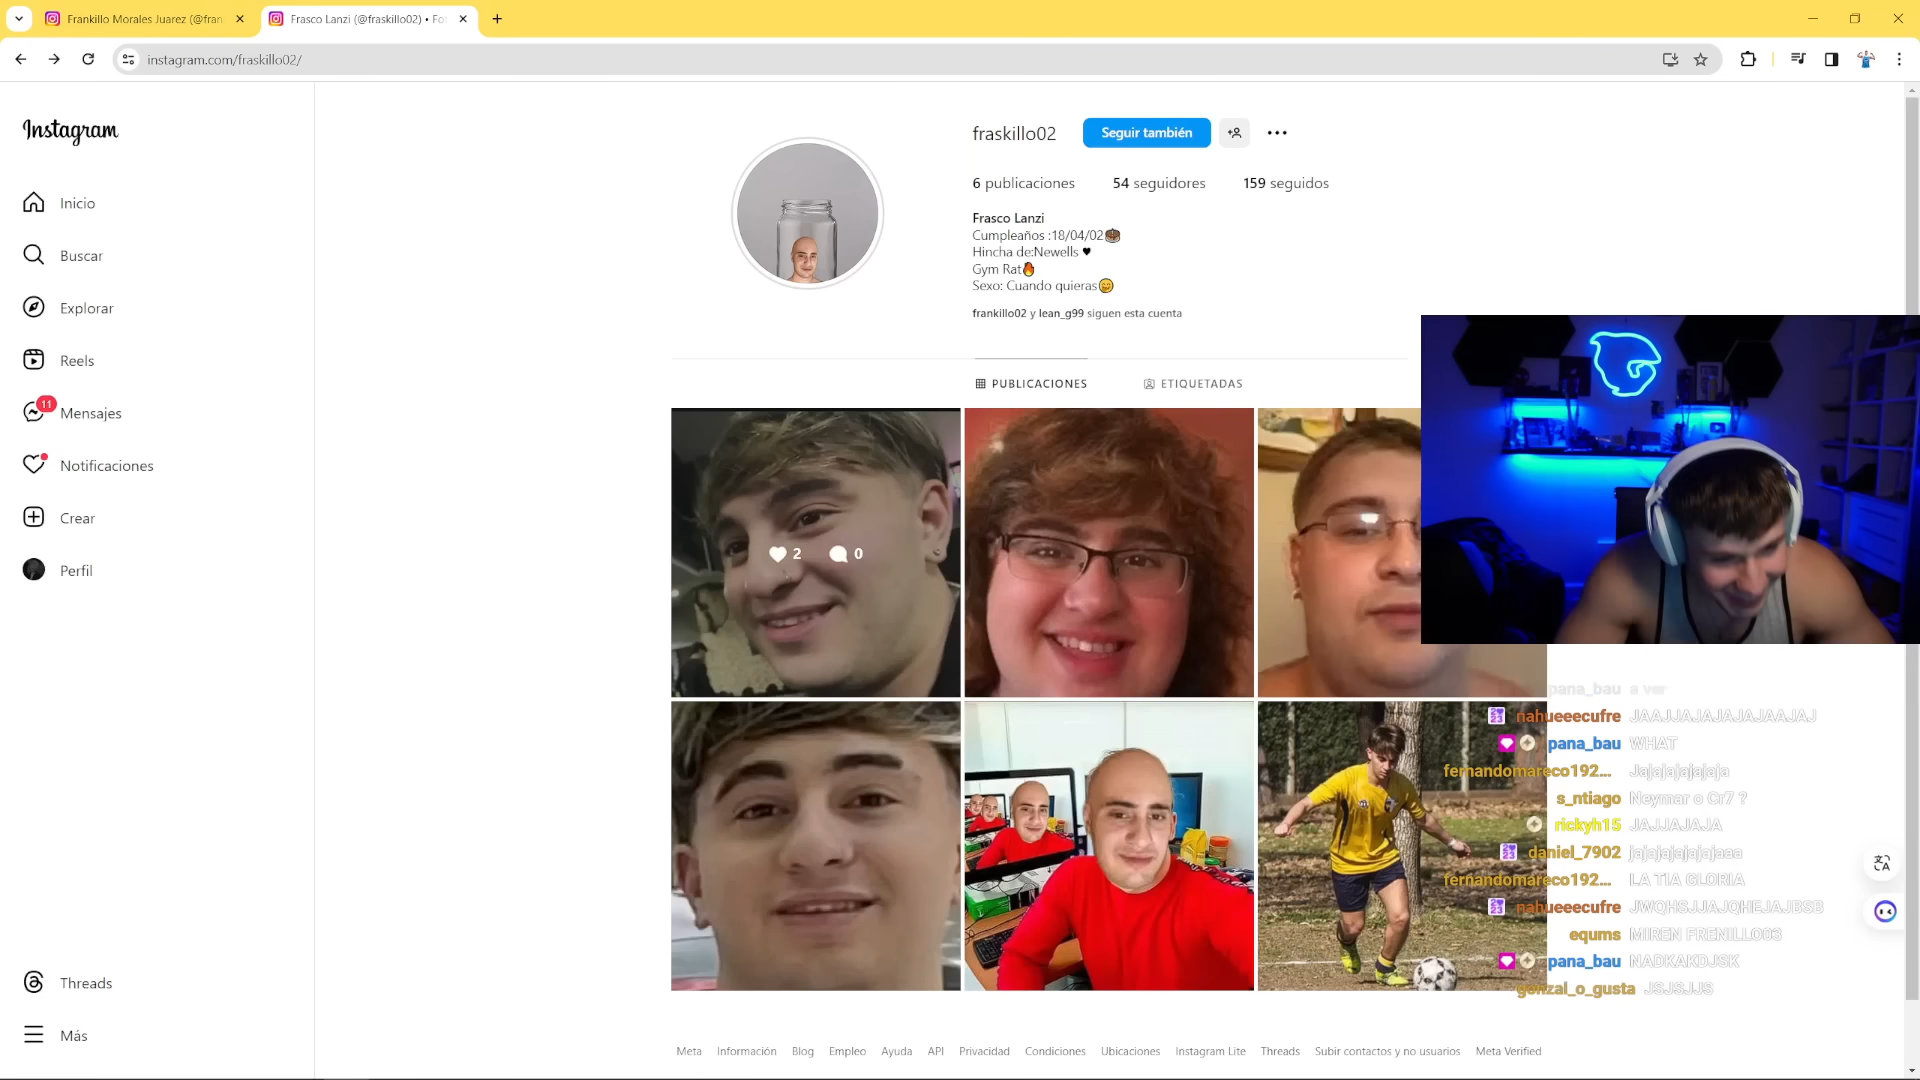 Frankillo Morales Juarez (@fran
Frasco Lanzi (@fraskillo02) • Fo
instagram.com/fraskillo02/
Instagram
Inicio
Buscar
Explorar
Reels
11
Mensajes
Notificaciones
Crear
Perfil
Threads
Más
fraskillo02
Seguir también
6 publicaciones 54 seguidores 159 seguidos
Frasco Lanzi
Cumpleaños :18/04/02🎂
Hincha de:Newells ♥
Gym Rat🔥
Sexo: Cuando quieras😄
frankillo02 y lean_g99 siguen esta cuenta
PUBLICACIONES ETIQUETADAS
2 0
pana_bau a ver
nahueeecufre JAAJJAJAJAJAJAAJAJ
pana_bau WHAT
fernandomareco192... Jajajajajajaja
s_ntiago Neymar o Cr7 ?
rickyh15 JAJJAJAJA
daniel_7902 jajajajajajajaaa
fernandomareco192... LA TIA GLORIA
nahueeecufre JWQHSJJAJQHEJAJBSB
equms MIREN FRENILLO03
pana_bau NADKAKDJSK
gonzal_o_gusta JSJSJJS
Meta Información Blog Empleo Ayuda API Privacidad Condiciones Ubicaciones Instagram Lite Threads Subir contactos y no usuarios Meta Verified